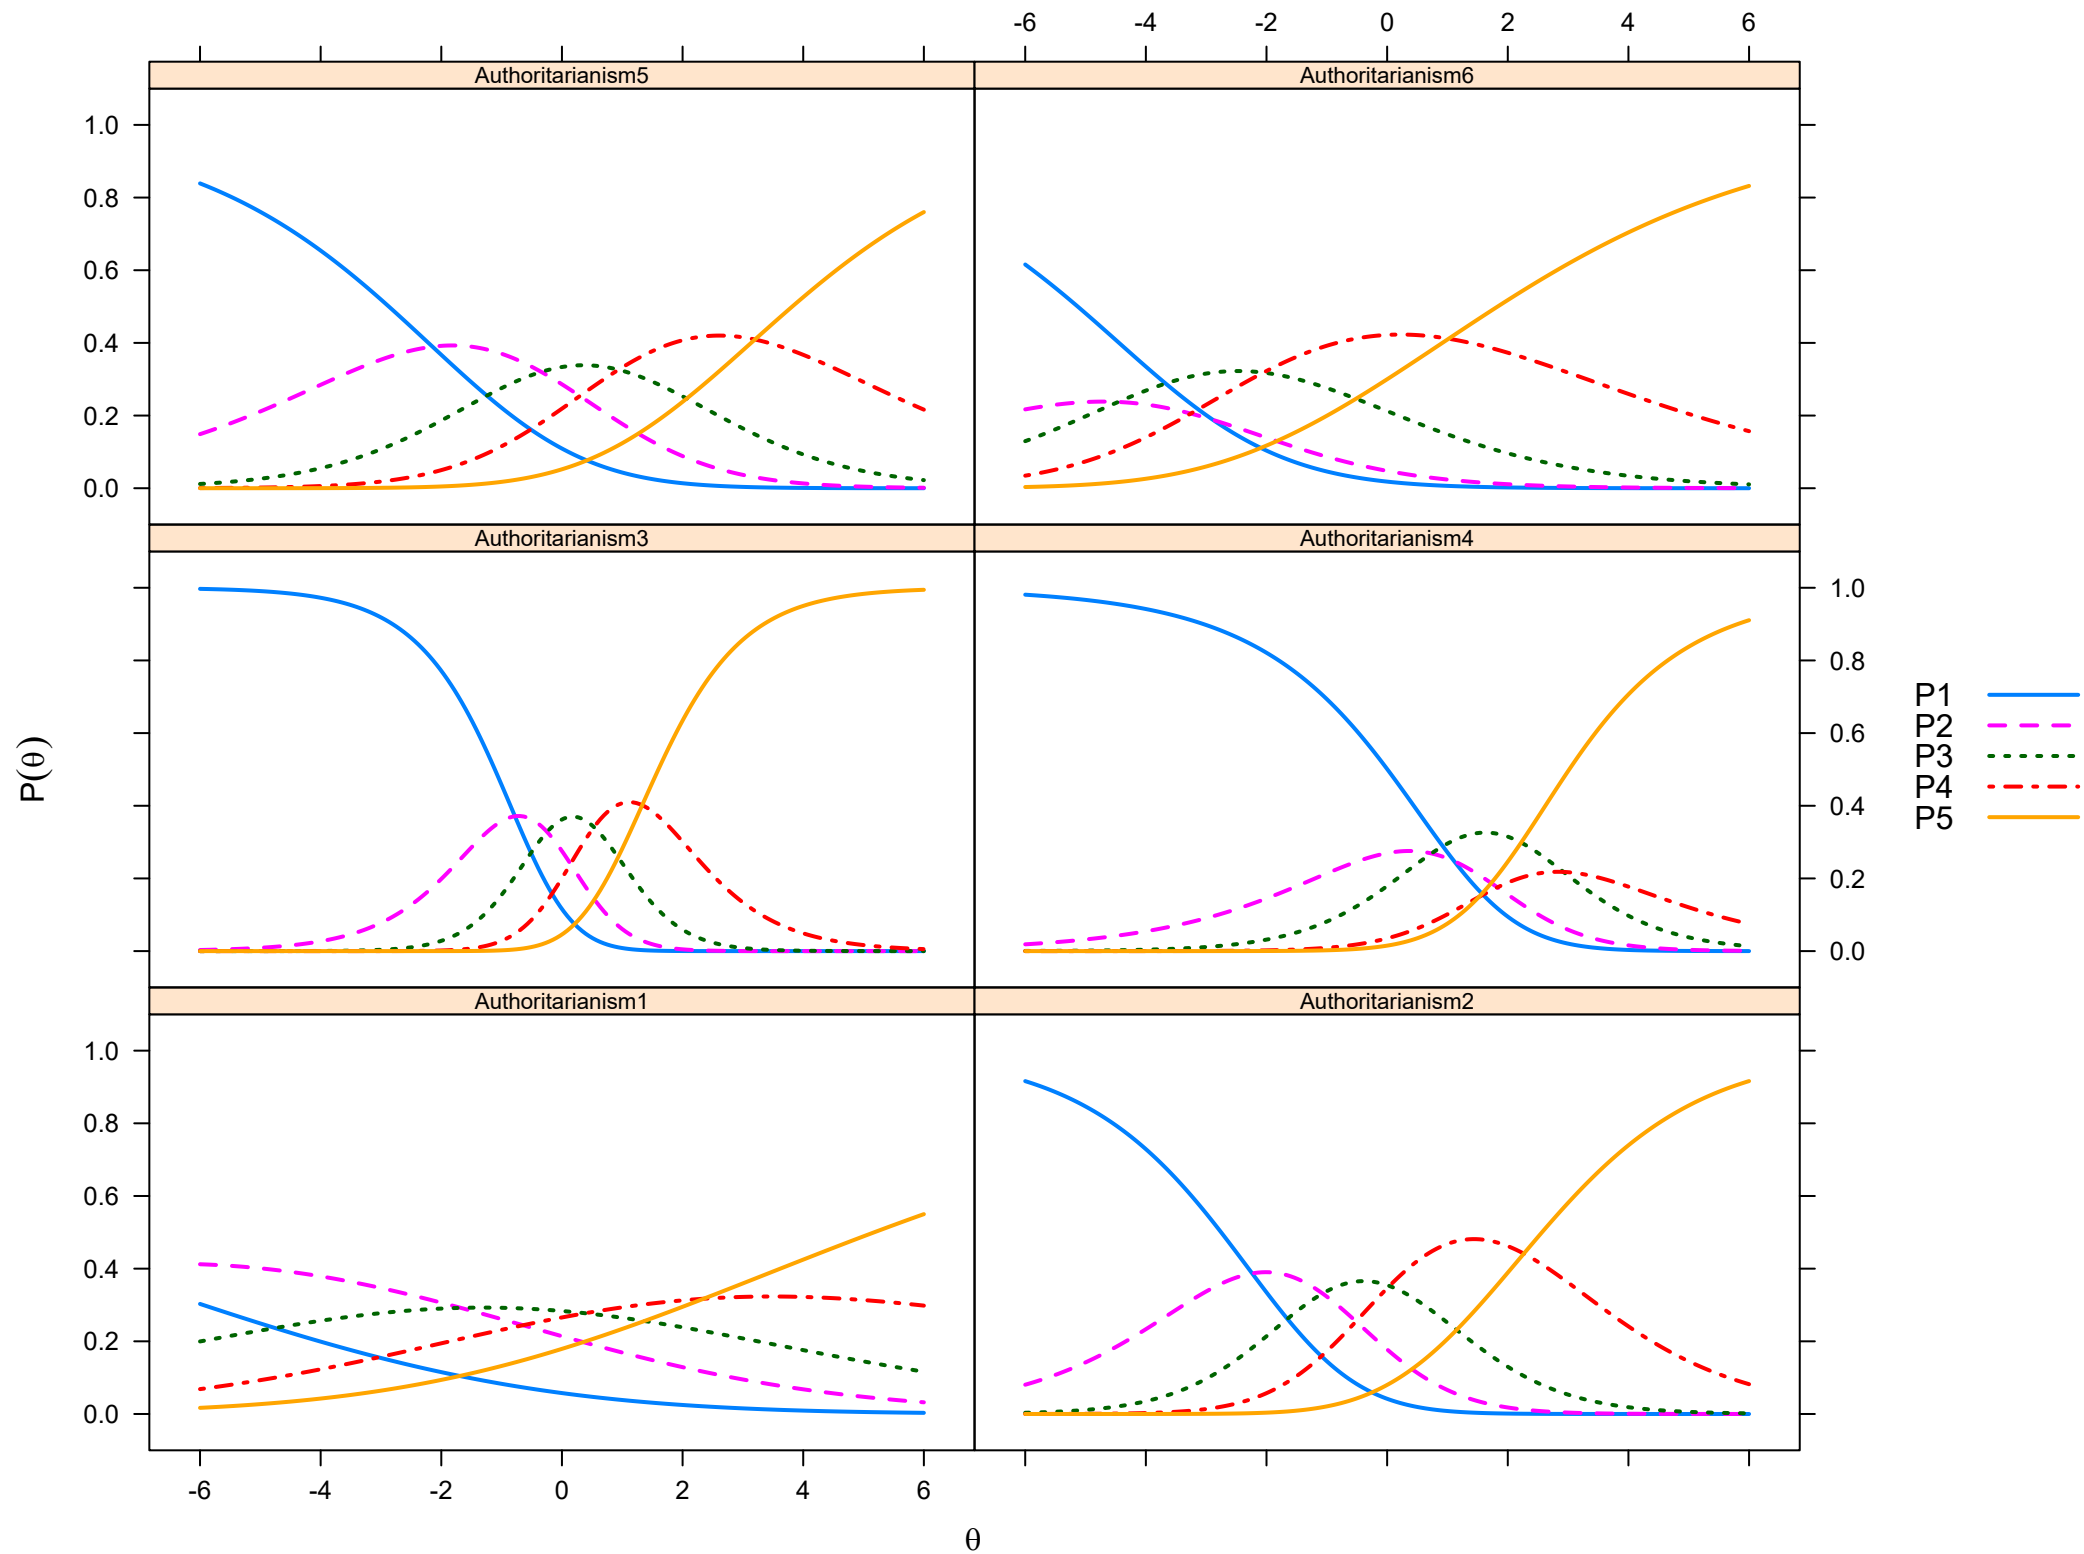 -6 -4 -2 0 2 4 6
Authoritarianism5 Authoritarianism6
1.0
0.8
0.6
0.4
0.2
0.0
Authoritarianism3 Authoritarianism4
1.0
0.8
0.6
0.4
0.2
0.0
P(θ)
P1
P2
P3
P4
P5
Authoritarianism1 Authoritarianism2
1.0
0.8
0.6
0.4
0.2
0.0
-6 -4 -2 0 2 4 6
θ